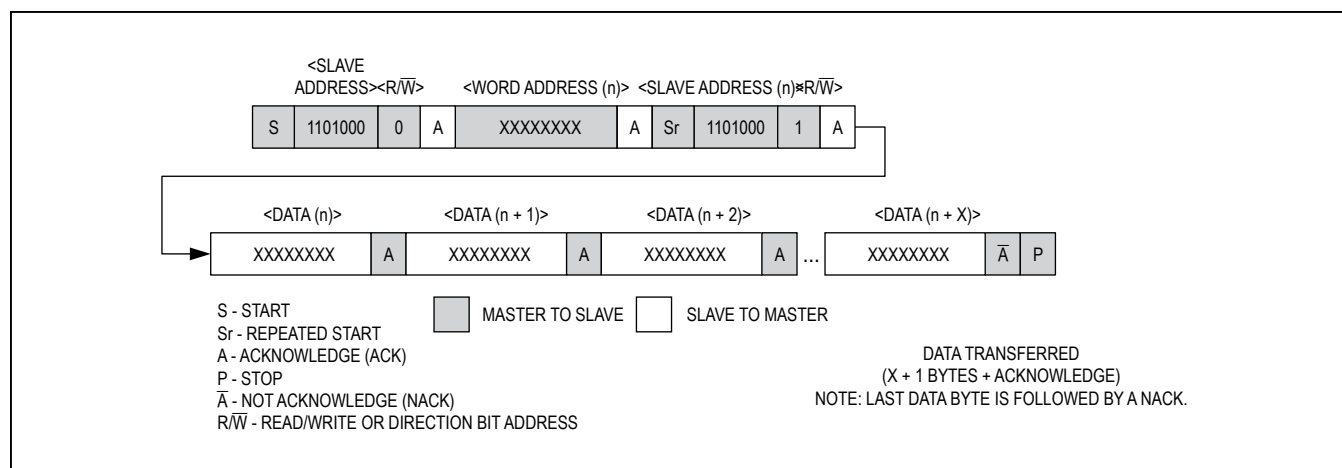 <SLAVE
ADDRESS><R/W̅> <WORD ADDRESS (n)> <SLAVE ADDRESS (n)><R/W̅>
S 1101000 0 A XXXXXXXX A Sr 1101000 1 A
<DATA (n)> <DATA (n + 1)> <DATA (n + 2)> <DATA (n + X)>
XXXXXXXX A XXXXXXXX A XXXXXXXX A ... XXXXXXXX A̅ P
S - START
Sr - REPEATED START
A - ACKNOWLEDGE (ACK)
P - STOP
A̅ - NOT ACKNOWLEDGE (NACK)
R/W̅ - READ/WRITE OR DIRECTION BIT ADDRESS
MASTER TO SLAVE SLAVE TO MASTER
DATA TRANSFERRED
(X + 1 BYTES + ACKNOWLEDGE)
NOTE: LAST DATA BYTE IS FOLLOWED BY A NACK.